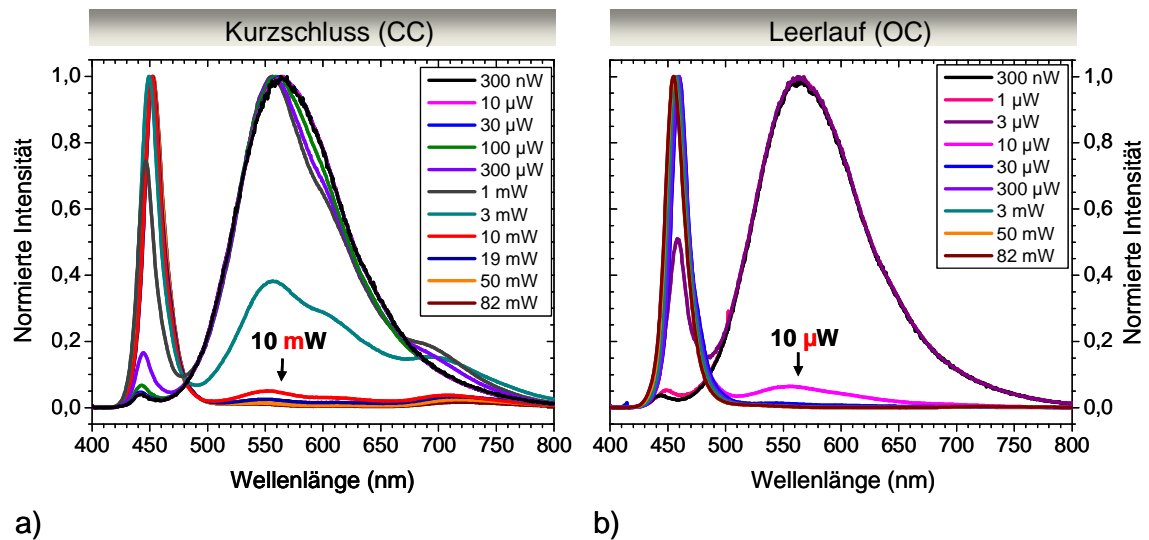 Kurzschluss (CC)
Normierte Intensität
1,0
0,8
0,6
0,4
0,2
0,0
300 nW
10 µW
30 µW
100 µW
300 µW
1 mW
3 mW
10 mW
19 mW
50 mW
82 mW
10 mW
400 450 500 550 600 650 700 750 800
Wellenlänge (nm)
a)
Leerlauf (OC)
300 nW
1 µW
3 µW
10 µW
30 µW
300 µW
3 mW
50 mW
82 mW
10 µW
1,0
0,8
0,6
0,4
0,2
0,0
Normierte Intensität
400 450 500 550 600 650 700 750 800
Wellenlänge (nm)
b)